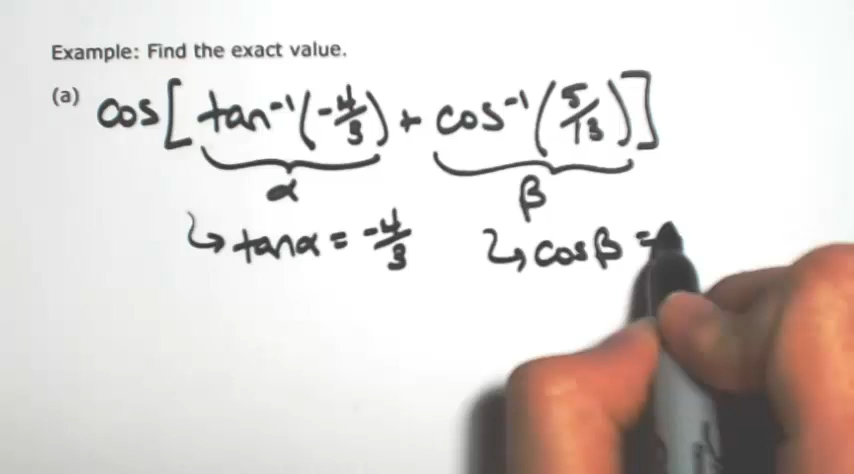 Example: Find the exact value.
(a) cos[tan⁻¹(-4/3) + cos⁻¹(5/13)]
α β
↳ tanα = -4/3 ↳ cosβ =